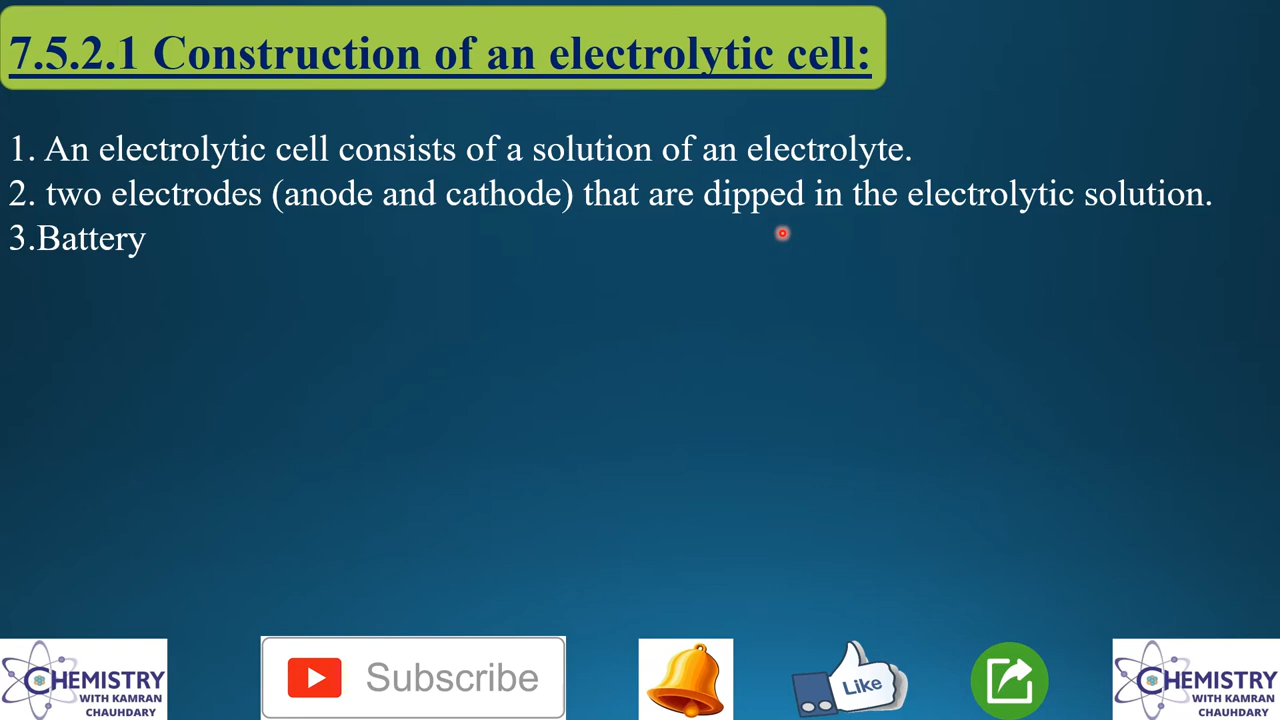 7.5.2.1 Construction of an electrolytic cell:
1. An electrolytic cell consists of a solution of an electrolyte.
2. two electrodes (anode and cathode) that are dipped in the electrolytic solution.
3.Battery
CHEMISTRY
WITH KAMRAN
CHAUHDARY
Subscribe
Like
CHEMISTRY
WITH KAMRAN
CHAUHDARY